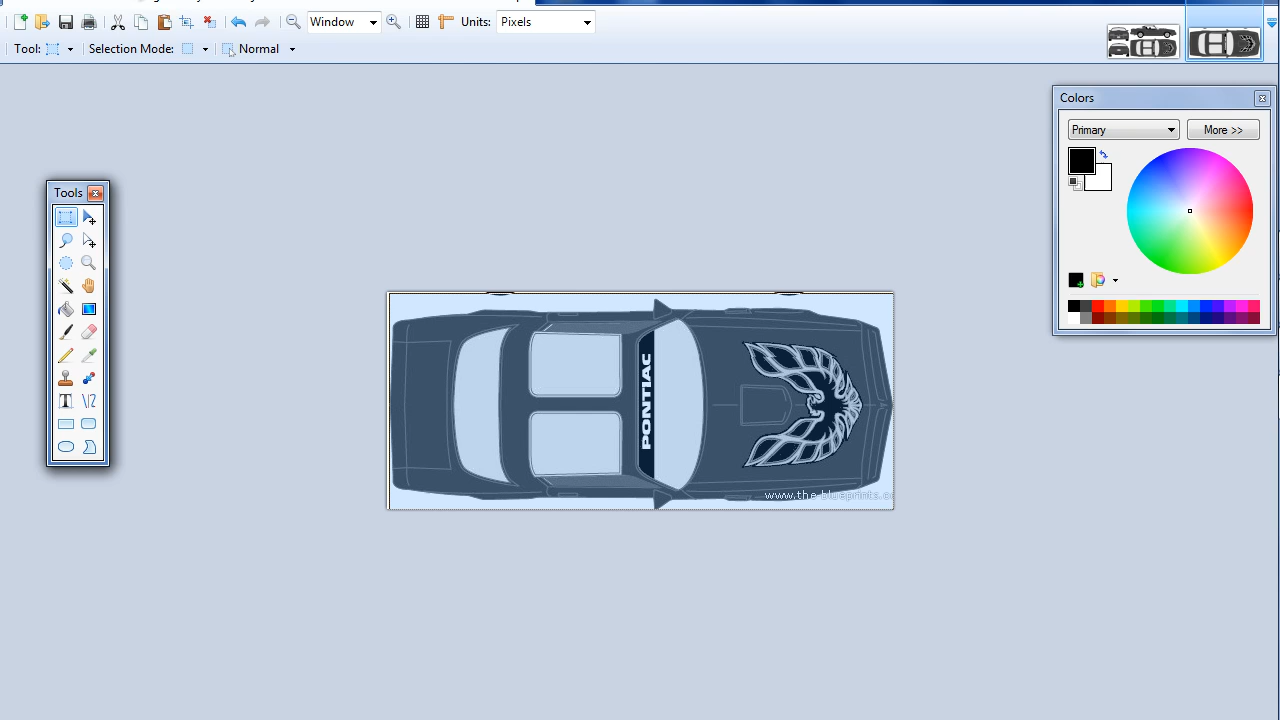 Window
Units: Pixels
Tool:
Selection Mode:
Normal
Colors
Primary
More >>
Tools
PONTIAC
www.the-blueprints.co